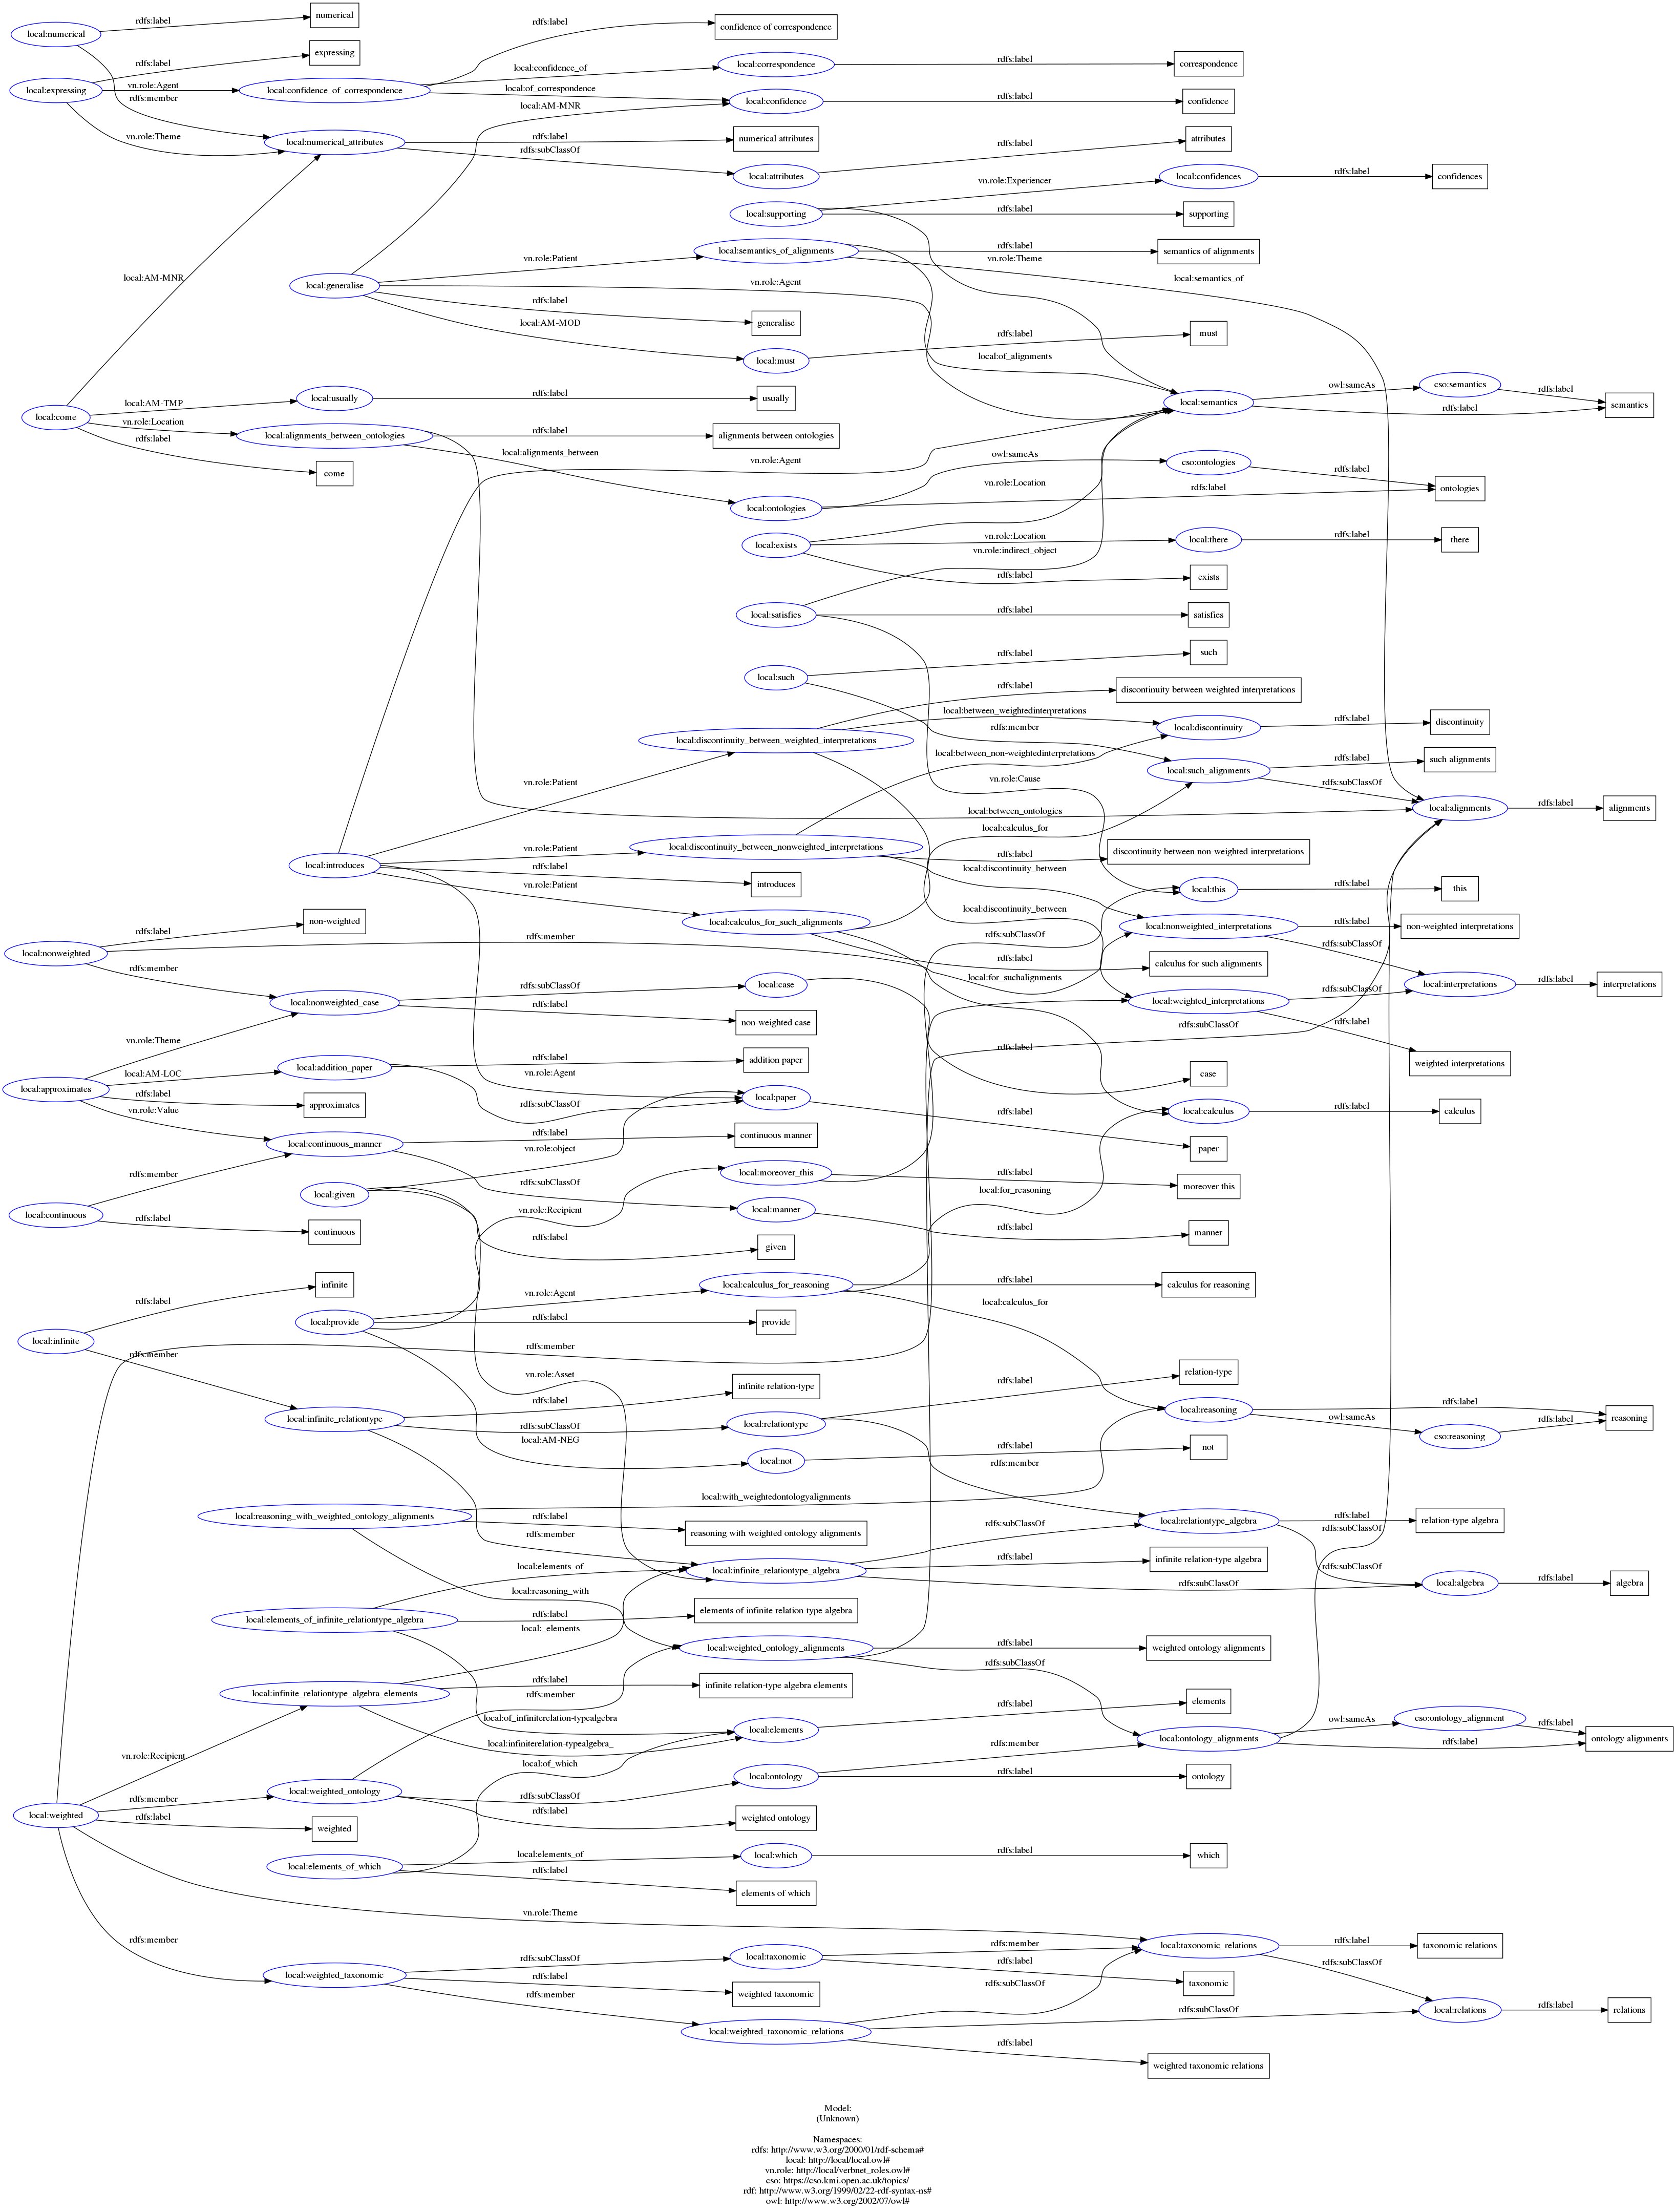 rdfs:label
numerical
local:numerical
confidence of correspondence
rdfs:label
expressing
rdfs:label
rdfs:label
local:confidence_of
local:correspondence
rdfs:label
correspondence
local:expressing
vn.role:Agent
rdfs:member
local:confidence_of_correspondence
local:of_correspondence
local:AM-MNR
local:confidence
rdfs:label
confidence
vn.role:Theme
local:numerical_attributes
rdfs:label
numerical attributes
rdfs:subClassOf
rdfs:label
attributes
local:attributes
vn.role:Experiencer
local:confidences
rdfs:label
confidences
local:supporting
rdfs:label
supporting
local:semantics_of_alignments
rdfs:label
semantics of alignments
vn.role:Patient
vn.role:Theme
local:AM-MNR
local:generalise
vn.role:Agent
local:semantics_of
rdfs:label
generalise
local:AM-MOD
rdfs:label
must
local:must
local:of_alignments
local:come
local:AM-TMP
local:usually
rdfs:label
usually
local:semantics
owl:sameAs
cso:semantics
rdfs:label
rdfs:label
semantics
vn.role:Location
rdfs:label
local:alignments_between_ontologies
rdfs:label
alignments between ontologies
come
local:alignments_between
vn.role:Agent
owl:sameAs
cso:ontologies
rdfs:label
vn.role:Location
rdfs:label
ontologies
local:ontologies
local:exists
vn.role:Location
vn.role:indirect_object
local:there
rdfs:label
there
rdfs:label
exists
local:satisfies
rdfs:label
satisfies
rdfs:label
such
local:such
rdfs:label
discontinuity between weighted interpretations
local:between_weightedinterpretations
rdfs:member
local:discontinuity
rdfs:label
discontinuity
local:discontinuity_between_weighted_interpretations
local:between_non-weightedinterpretations
vn.role:Patient
vn.role:Cause
local:such_alignments
rdfs:label
such alignments
rdfs:subClassOf
local:between_ontologies
local:alignments
rdfs:label
alignments
local:calculus_for
local:introduces
vn.role:Patient
local:discontinuity_between_nonweighted_interpretations
rdfs:label
discontinuity between non-weighted interpretations
rdfs:label
introduces
local:discontinuity_between
vn.role:Patient
local:this
rdfs:label
this
local:calculus_for_such_alignments
local:discontinuity_between
non-weighted
rdfs:label
local:nonweighted_interpretations
rdfs:label
non-weighted interpretations
rdfs:subClassOf
rdfs:member
rdfs:subClassOf
local:nonweighted
rdfs:label
calculus for such alignments
rdfs:member
local:for_suchalignments
local:case
rdfs:subClassOf
local:nonweighted_case
rdfs:label
local:weighted_interpretations
rdfs:subClassOf
local:interpretations
rdfs:label
interpretations
non-weighted case
rdfs:subClassOf
rdfs:label
vn.role:Theme
rdfs:label
weighted interpretations
rdfs:label
addition paper
local:approximates
local:AM-LOC
local:addition_paper
vn.role:Agent
case
rdfs:label
approximates
vn.role:Value
rdfs:subClassOf
local:paper
rdfs:label
local:calculus
rdfs:label
calculus
rdfs:label
continuous manner
local:continuous_manner
vn.role:object
paper
rdfs:member
local:moreover_this
rdfs:label
moreover this
rdfs:subClassOf
local:given
local:for_reasoning
local:continuous
rdfs:label
continuous
vn.role:Recipient
local:manner
rdfs:label
manner
rdfs:label
given
infinite
rdfs:label
vn.role:Agent
local:calculus_for_reasoning
rdfs:label
calculus for reasoning
local:calculus_for
local:provide
rdfs:label
provide
local:infinite
rdfs:member
rdfs:member
vn.role:Asset
rdfs:label
relation-type
infinite relation-type
rdfs:label
local:infinite_relationtype
rdfs:subClassOf
local:AM-NEG
local:relationtype
local:reasoning
rdfs:label
reasoning
owl:sameAs
cso:reasoning
rdfs:label
local:not
rdfs:label
not
rdfs:member
local:with_weightedontologyalignments
local:reasoning_with_weighted_ontology_alignments
rdfs:label
reasoning with weighted ontology alignments
rdfs:member
rdfs:subClassOf
local:relationtype_algebra
rdfs:label
relation-type algebra
rdfs:subClassOf
local:elements_of
local:infinite_relationtype_algebra
rdfs:label
infinite relation-type algebra
rdfs:subClassOf
rdfs:subClassOf
local:algebra
rdfs:label
algebra
local:reasoning_with
local:elements_of_infinite_relationtype_algebra
rdfs:label
elements of infinite relation-type algebra
local:_elements
local:weighted_ontology_alignments
rdfs:label
weighted ontology alignments
rdfs:subClassOf
local:infinite_relationtype_algebra_elements
rdfs:label
infinite relation-type algebra elements
rdfs:member
rdfs:label
elements
local:of_infiniterelation-typealgebra
local:elements
local:infiniterelation-typealgebra_
owl:sameAs
cso:ontology_alignment
rdfs:label
local:ontology_alignments
rdfs:label
ontology alignments
rdfs:member
vn.role:Recipient
local:of_which
local:ontology
rdfs:label
ontology
local:weighted_ontology
rdfs:subClassOf
rdfs:member
local:weighted
rdfs:label
weighted
rdfs:label
weighted ontology
local:elements_of
local:which
rdfs:label
which
local:elements_of_which
rdfs:label
elements of which
vn.role:Theme
rdfs:member
rdfs:member
local:taxonomic_relations
rdfs:label
taxonomic relations
rdfs:subClassOf
local:taxonomic
rdfs:label
taxonomic
rdfs:subClassOf
local:weighted_taxonomic
rdfs:label
weighted taxonomic
rdfs:member
rdfs:subClassOf
rdfs:subClassOf
local:relations
rdfs:label
relations
local:weighted_taxonomic_relations
rdfs:label
weighted taxonomic relations
Model:
(Unknown)
Namespaces:
rdfs: http://www.w3.org/2000/01/rdf-schema#
local: http://local/local.owl#
vn.role: http://local/verbnet_roles.owl#
cso: https://cso.kmi.open.ac.uk/topics/
rdf: http://www.w3.org/1999/02/22-rdf-syntax-ns#
owl: http://www.w3.org/2002/07/owl#